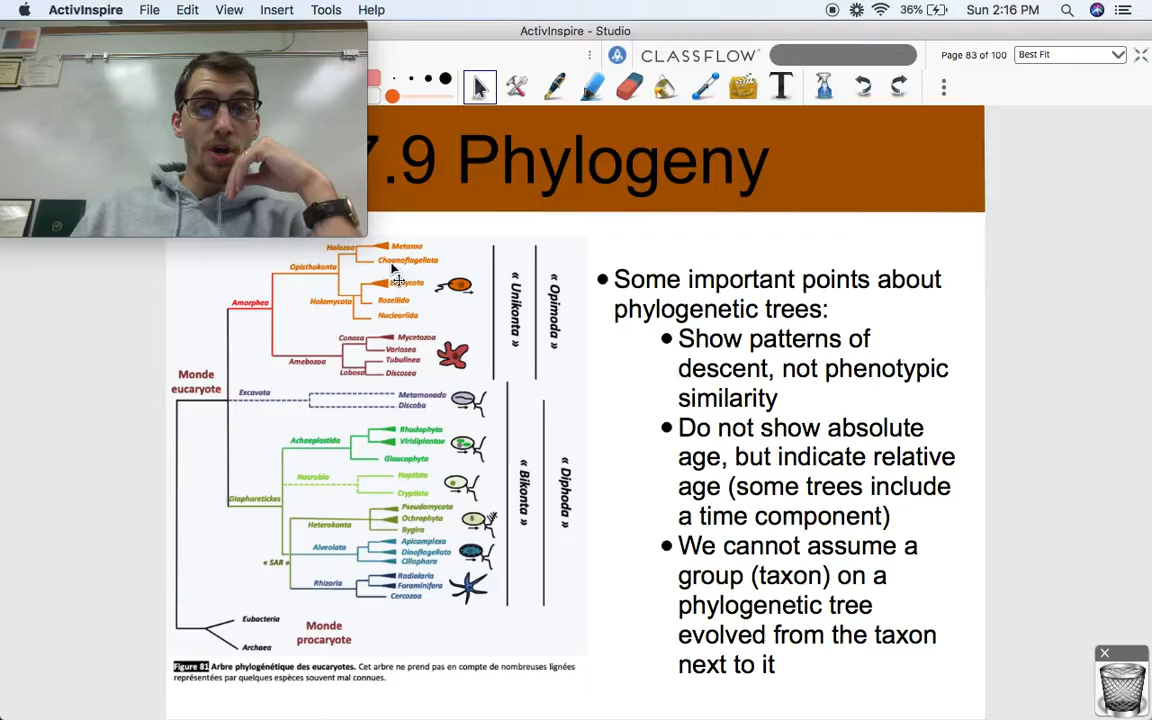 ActivInspire File Edit View Insert Tools Help 36% Sun 2:16 PM
ActivInspire - Studio
CLASSFLOW Page 83 of 100 Best Fit
.9 Phylogeny
Holozoa Metazoa
Choanoflagellata
Opisthokonta
Amorphea Holomycota Rozellida
Nucleariida
Conosa Mycetozoa
Variosea
Amebozoa Tubulinea
Lobosa Discosea
« Unikonta »
« Opimoda »
Monde
eucaryote
Excavata Metamonada
Discoba
Rhodophyta
Achaeplastida Viridiplantae
Glaucophyta
Hacrobia Haptista
Cryptista
Diaphoretickes
Pseudomycota
Heterokonta Ochrophyta
Bygira
Apicomplexa
Alveolata Dinoflagellata
Ciliophora
« SAR »
Radiolaria
Rhizaria Foraminifera
Cercozoa
« Bikonta »
« Diphoda »
Eubacteria
Monde
procaryote
Archaea
Figure 81 Arbre phylogénétique des eucaryotes. Cet arbre ne prend pas en compte de nombreuses lignées
représentées par quelques espèces souvent mal connues.
• Some important points about
phylogenetic trees:
• Show patterns of
descent, not phenotypic
similarity
• Do not show absolute
age, but indicate relative
age (some trees include
a time component)
• We cannot assume a
group (taxon) on a
phylogenetic tree
evolved from the taxon
next to it